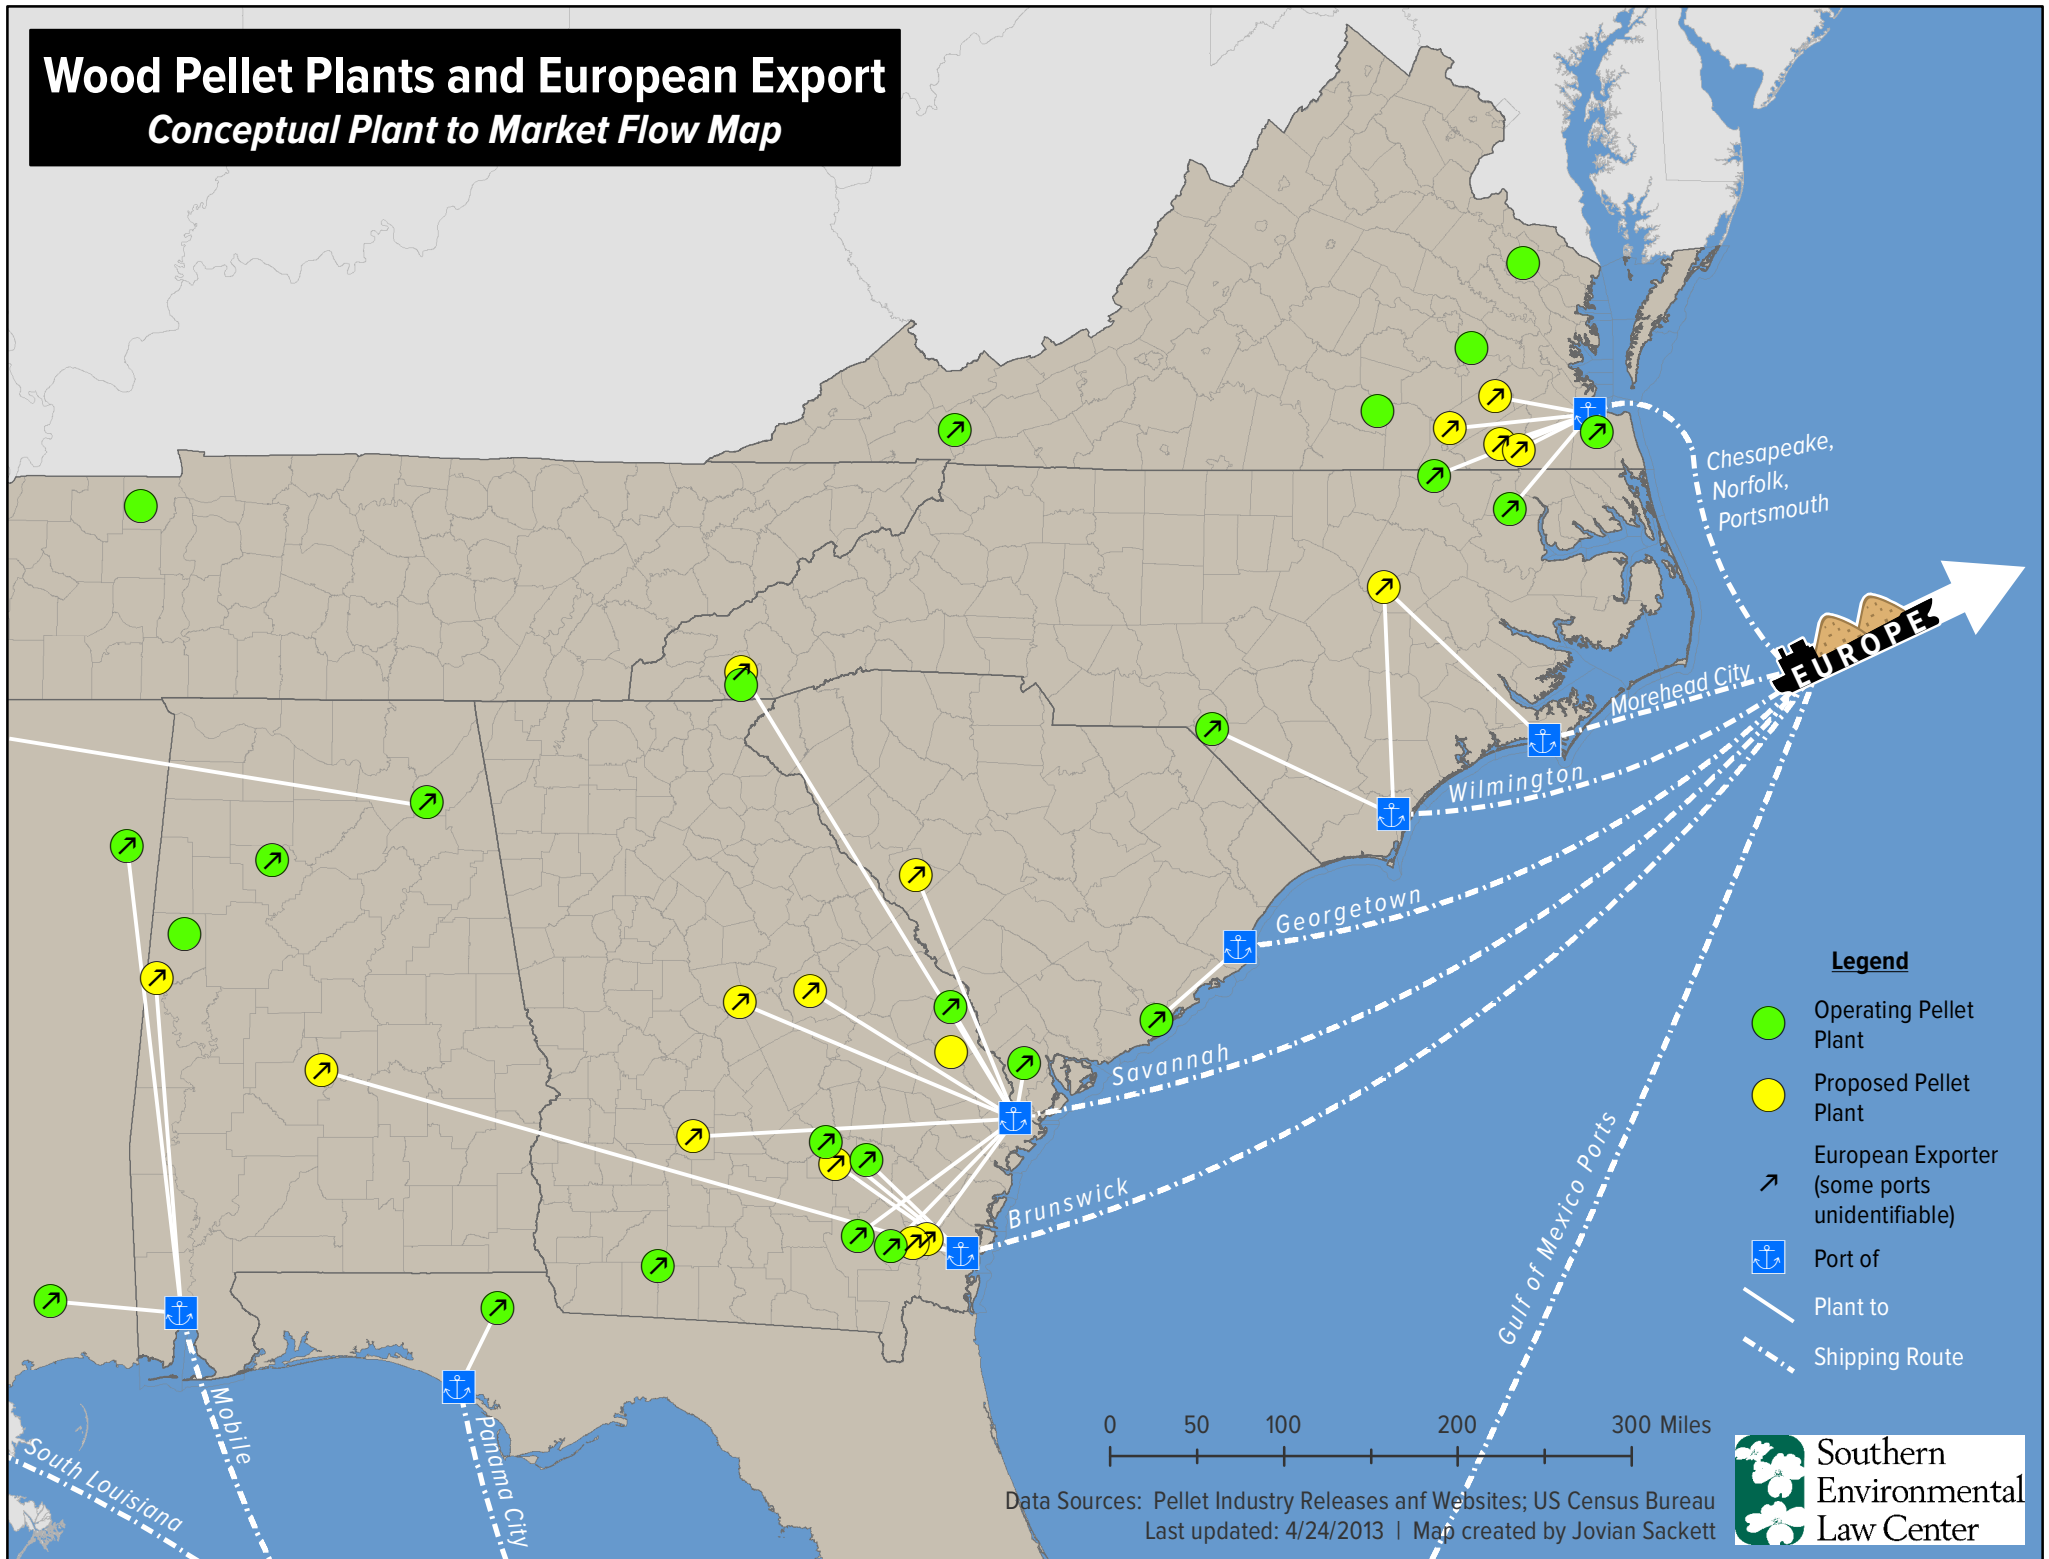 Wood Pellet Plants and European Export
Conceptual Plant to Market Flow Map
Chesapeake,
Norfolk,
Portsmouth
EUROPE
Morehead City
Wilmington
Georgetown
Savannah
Brunswick
Gulf of Mexico Ports
Mobile
Panama City
South Louisiana
Legend
Operating Pellet
Plant
Proposed Pellet
Plant
European Exporter
(some ports
unidentifiable)
Port of
Plant to
Shipping Route
0 50 100 200 300 Miles
Data Sources: Pellet Industry Releases anf Websites; US Census Bureau
Last updated: 4/24/2013 | Map created by Jovian Sackett
Southern
Environmental
Law Center